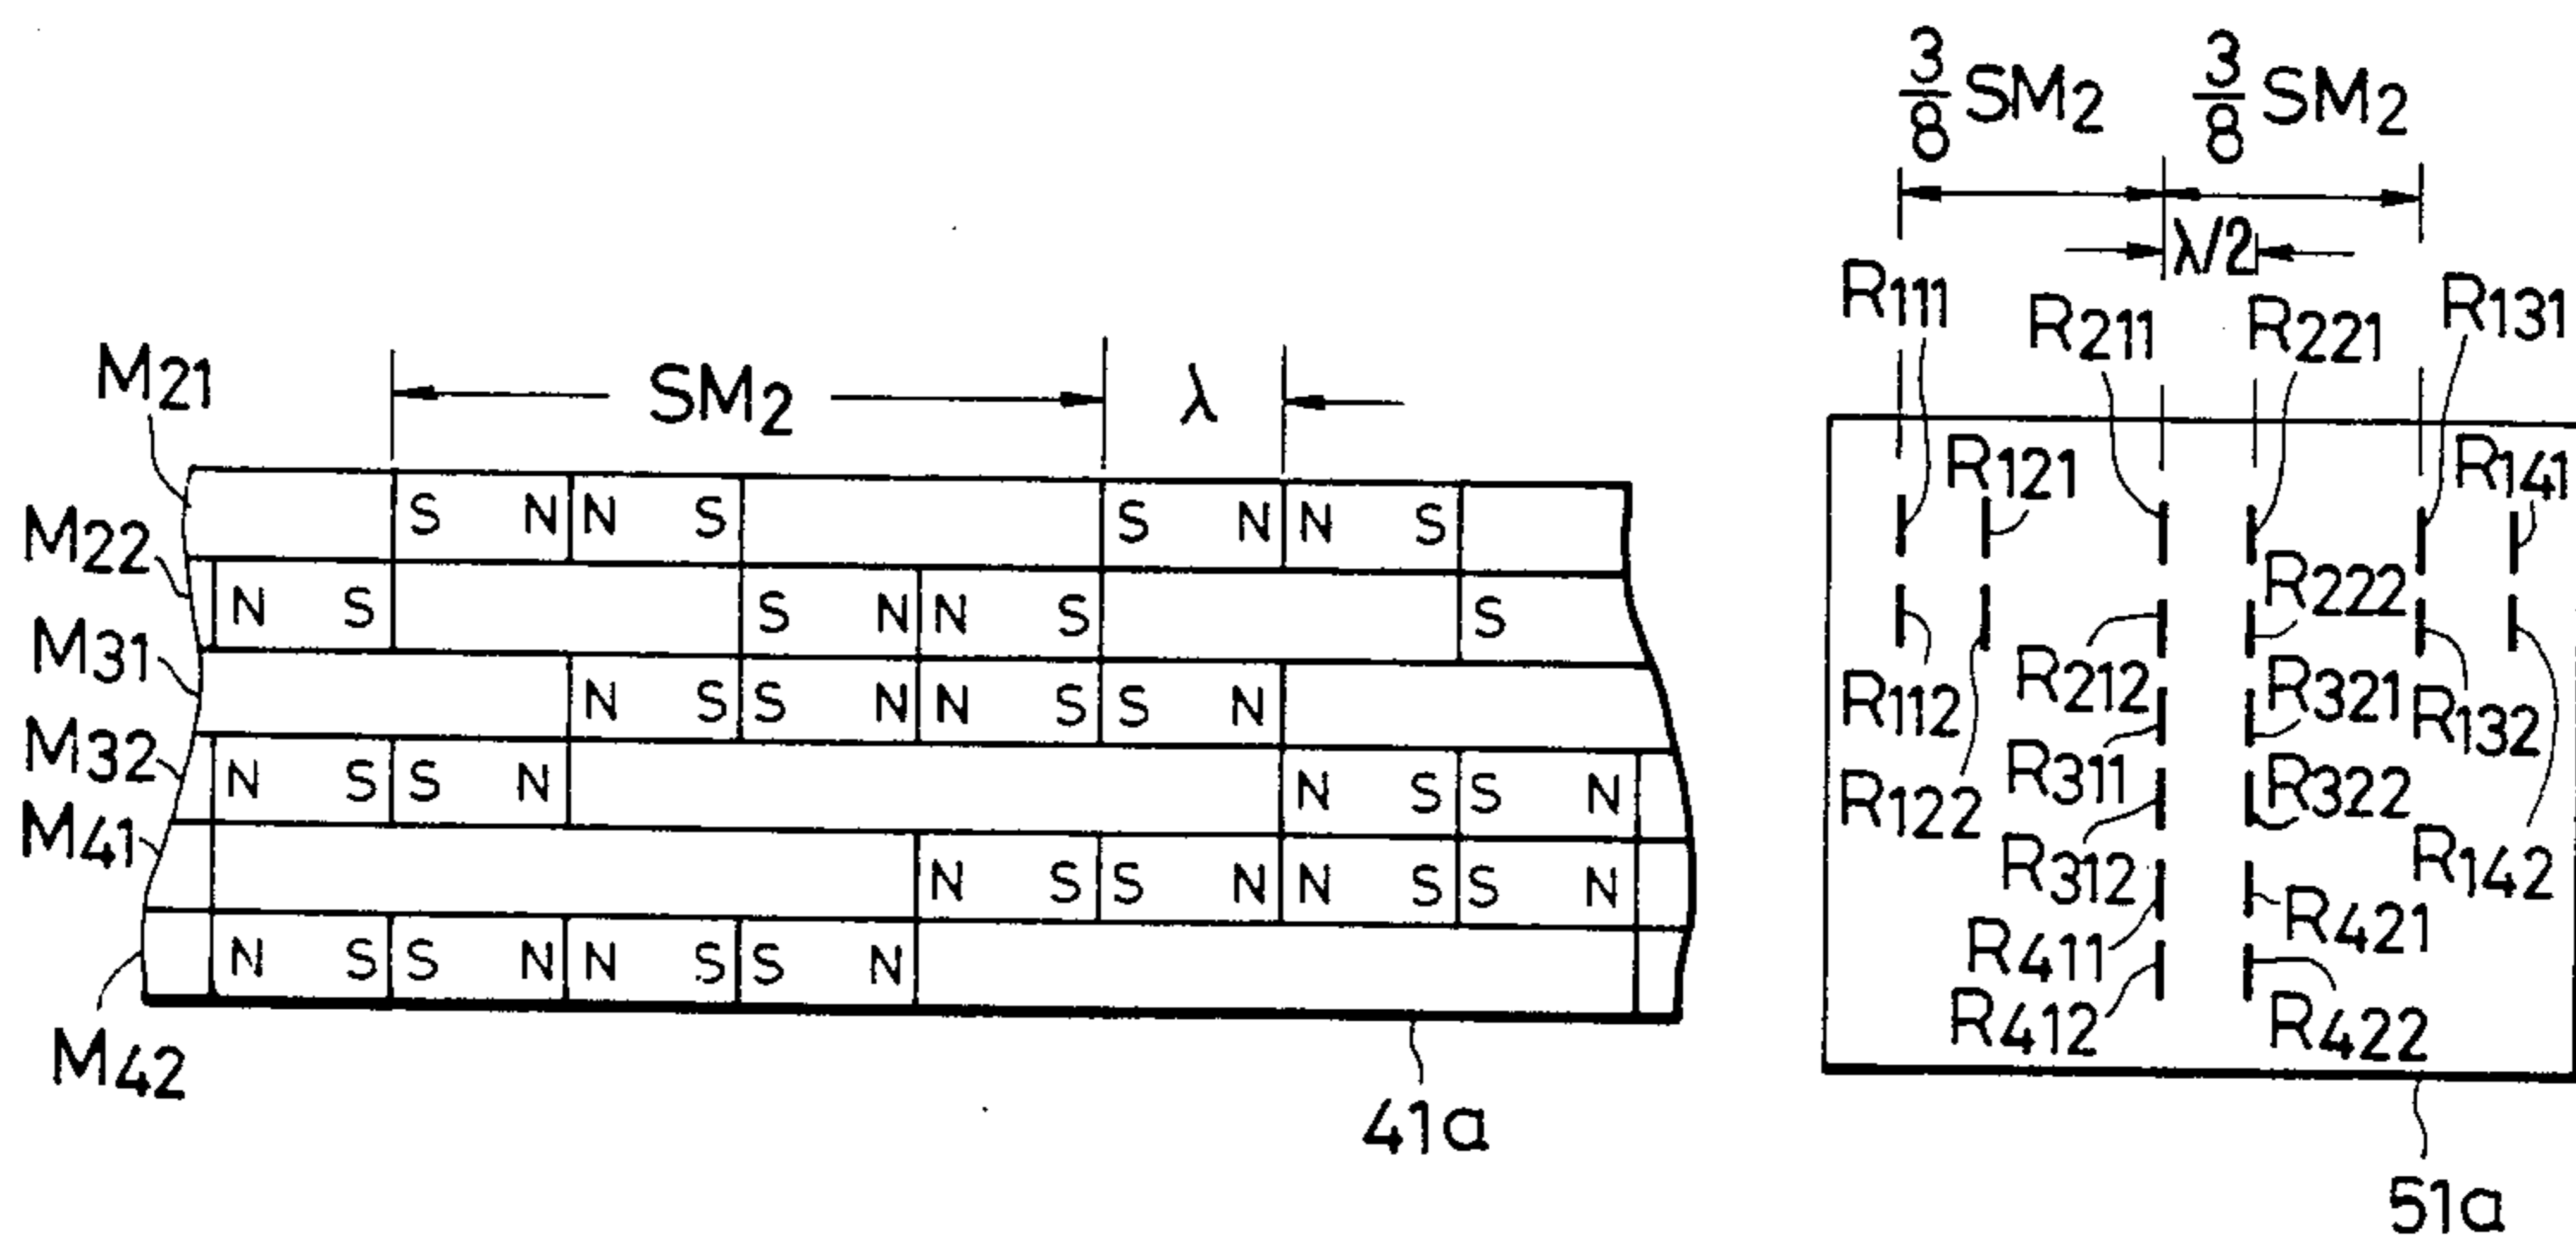 3/8 SM2 3/8 SM2
λ/2
R111 R211 R221 R131
M21 SM2 λ
R121 R141
S N N S S N N S
M22
N S S N N S S
R222
M31
N S S N N S S N
R112 R212 R321 R132
M32
N S S N N S S N
R122 R311 R322
M41
N S S N N S S N
R312 R142
R421
N S S N N S S N
R411
M42
R412 R422
41a
51a